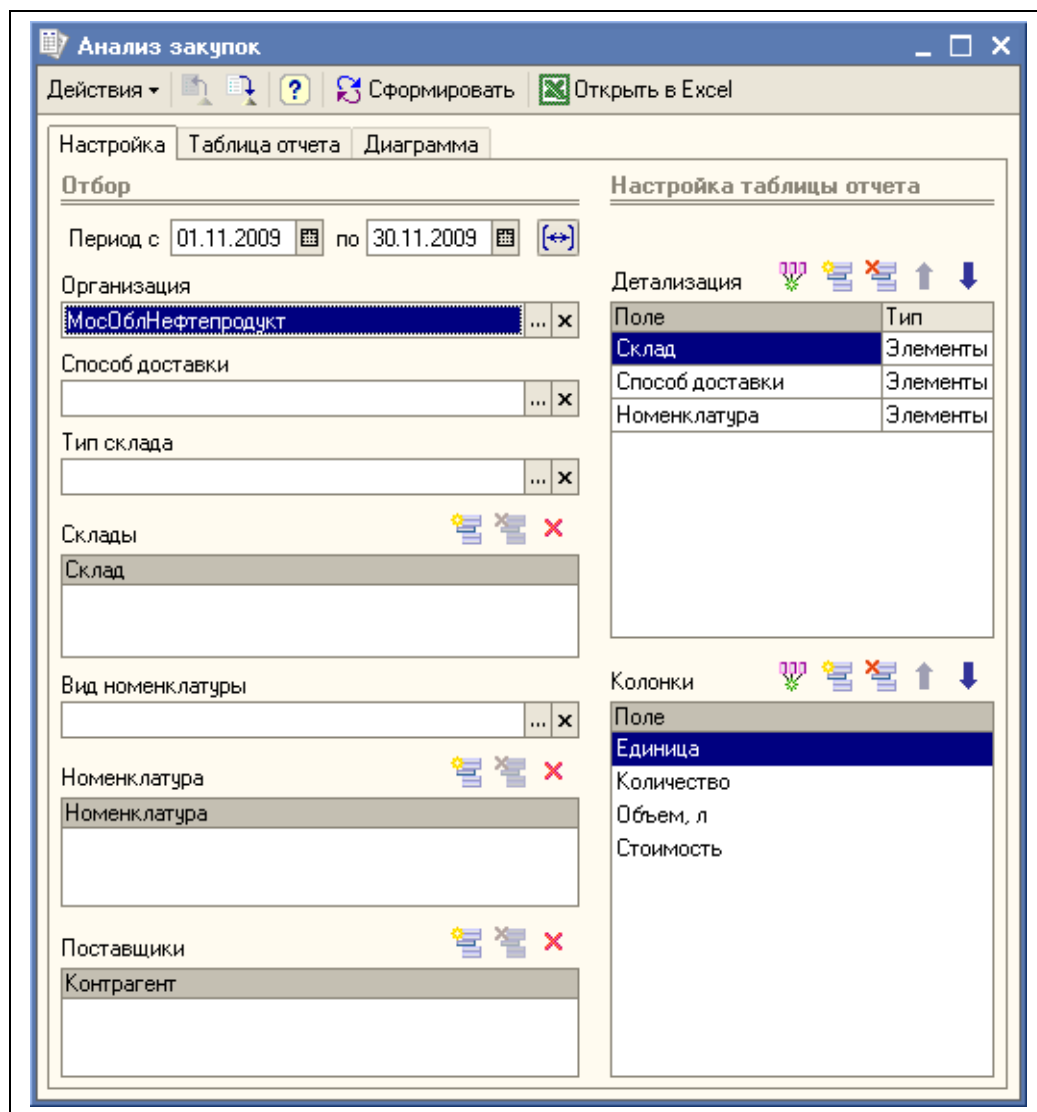 Анализ закупок
Действия ? Сформировать Открыть в Excel
Настройка Таблица отчета Диаграмма
Отбор
Период с 01.11.2009 по 30.11.2009
Организация
МосОблНефтепродукт ... x
Способ доставки
... x
Тип склада
... x
Склады
Склад
Вид номенклатуры
... x
Номенклатура
Номенклатура
Поставщики
Контрагент
Настройка таблицы отчета
Детализация
Поле Тип
Склад Элементы
Способ доставки Элементы
Номенклатура Элементы
Колонки
Поле
Единица
Количество
Объем, л
Стоимость